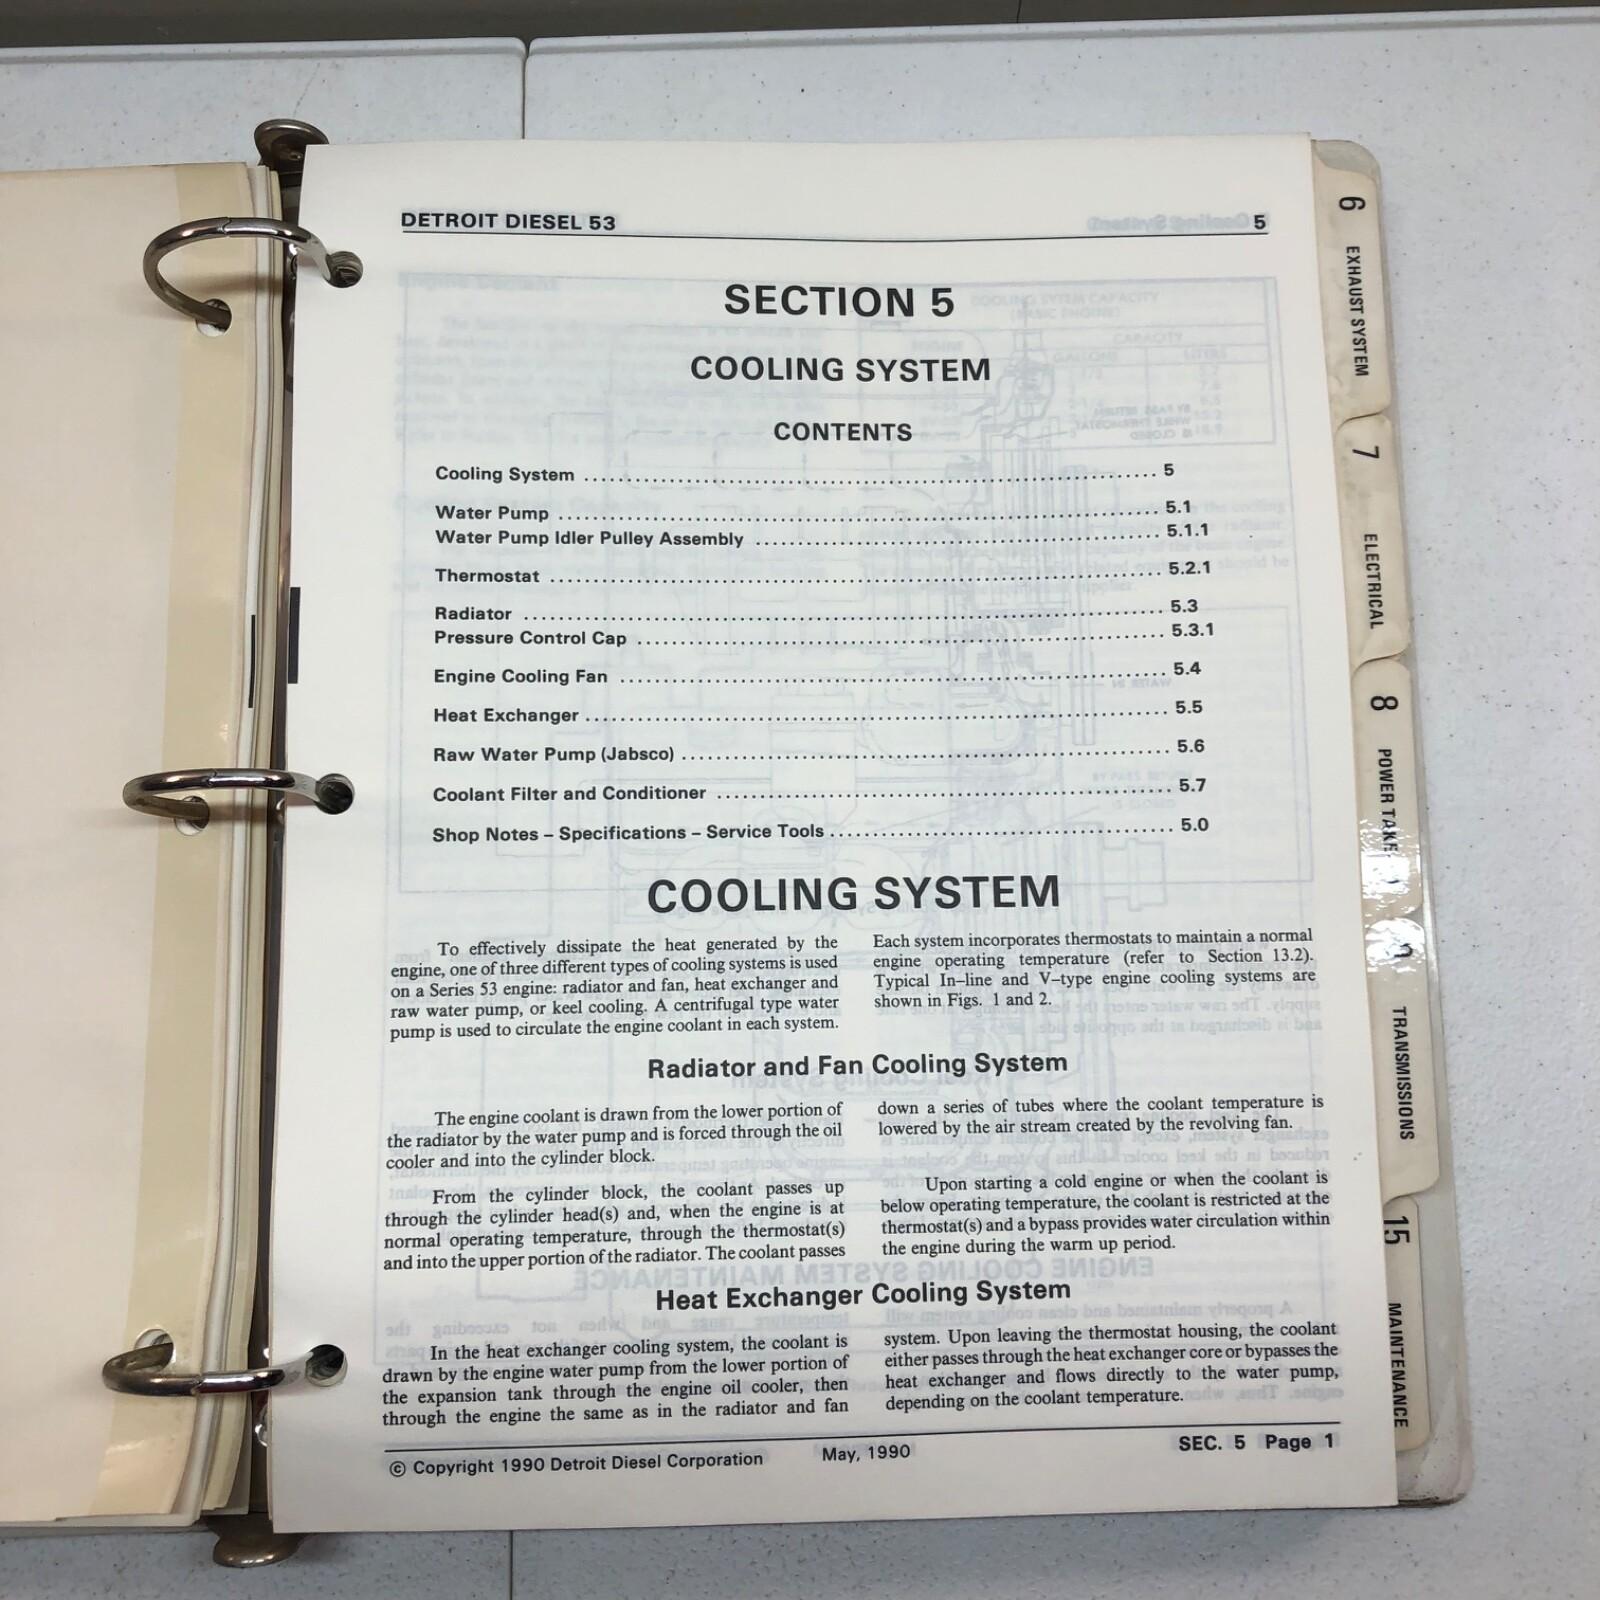 DETROIT DIESEL 53 5
SECTION 5
COOLING SYSTEM
CONTENTS
Cooling System ........ 5
Water Pump ........ 5.1
Water Pump Idler Pulley Assembly ........ 5.1.1
Thermostat ........ 5.2.1
Radiator ........ 5.3
Pressure Control Cap ........ 5.3.1
Engine Cooling Fan ........ 5.4
Heat Exchanger ........ 5.5
Raw Water Pump (Jabsco) ........ 5.6
Coolant Filter and Conditioner ........ 5.7
Shop Notes – Specifications – Service Tools ........ 5.0
COOLING SYSTEM
To effectively dissipate the heat generated by the
engine, one of three different types of cooling systems is used
on a Series 53 engine: radiator and fan, heat exchanger and
raw water pump, or keel cooling. A centrifugal type water
pump is used to circulate the engine coolant in each system.
Each system incorporates thermostats to maintain a normal
engine operating temperature (refer to Section 13.2).
Typical In–line and V–type engine cooling systems are
shown in Figs. 1 and 2.
Radiator and Fan Cooling System
The engine coolant is drawn from the lower portion of
the radiator by the water pump and is forced through the oil
cooler and into the cylinder block.
From the cylinder block, the coolant passes up
through the cylinder head(s) and, when the engine is at
normal operating temperature, through the thermostat(s)
and into the upper portion of the radiator. The coolant passes
down a series of tubes where the coolant temperature is
lowered by the air stream created by the revolving fan.
Upon starting a cold engine or when the coolant is
below operating temperature, the coolant is restricted at the
thermostat(s) and a bypass provides water circulation within
the engine during the warm up period.
Heat Exchanger Cooling System
In the heat exchanger cooling system, the coolant is
drawn by the engine water pump from the lower portion of
the expansion tank through the engine oil cooler, then
through the engine the same as in the radiator and fan
system. Upon leaving the thermostat housing, the coolant
either passes through the heat exchanger core or bypasses the
heat exchanger and flows directly to the water pump,
depending on the coolant temperature.
© Copyright 1990 Detroit Diesel Corporation May, 1990 SEC. 5 Page 1
6
EXHAUST SYSTEM
7
ELECTRICAL
8
POWER TAKE
TRANSMISSIONS
15
MAINTENANCE